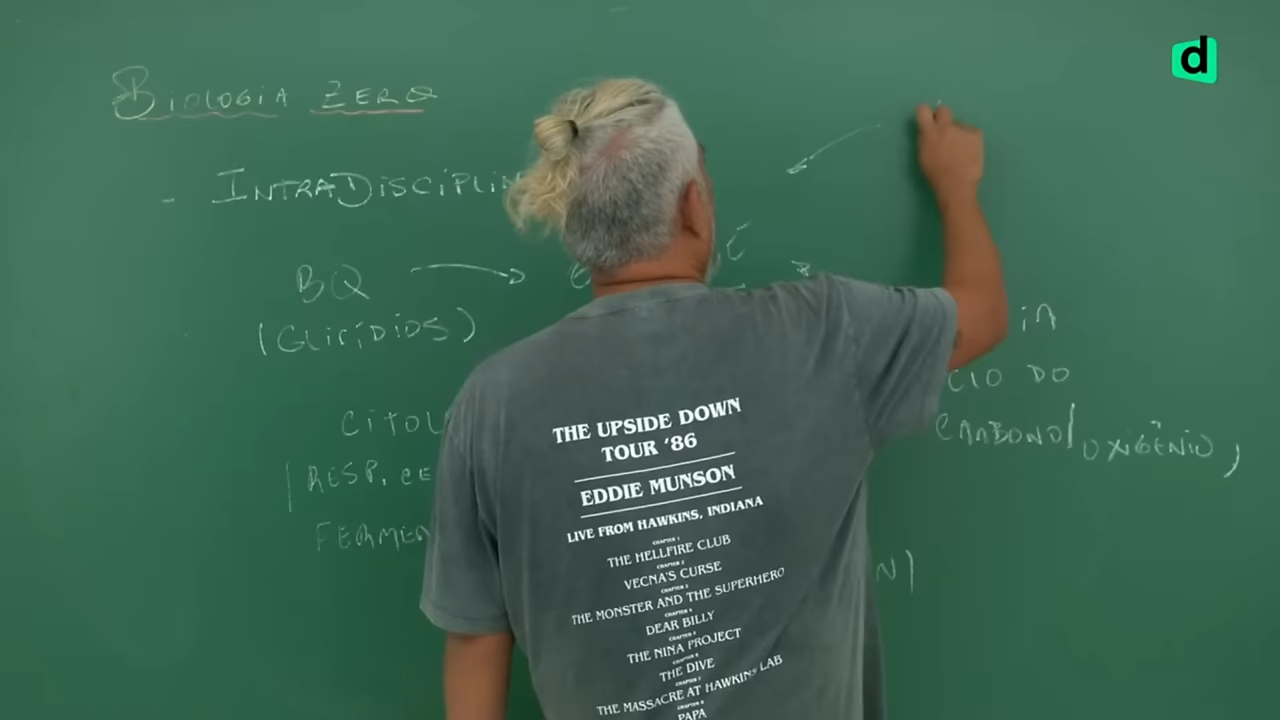 d
BIOLOGIA ZERO
- INTRADISCIPLIN
BQ
(GLICÍDIOS)
CITOL
RESP. CE
FERMEN
CIO DO
CARBONO/OXIGÊNIO)
THE UPSIDE DOWN
TOUR '86
EDDIE MUNSON
LIVE FROM HAWKINS, INDIANA
CHAPTER 1
THE HELLFIRE CLUB
CHAPTER 2
VECNA'S CURSE
CHAPTER 3
THE MONSTER AND THE SUPERHERO
CHAPTER 4
DEAR BILLY
CHAPTER 5
THE NINA PROJECT
CHAPTER 6
THE DIVE
CHAPTER 7
THE MASSACRE AT HAWKINS LAB
CHAPTER 8
PAPA